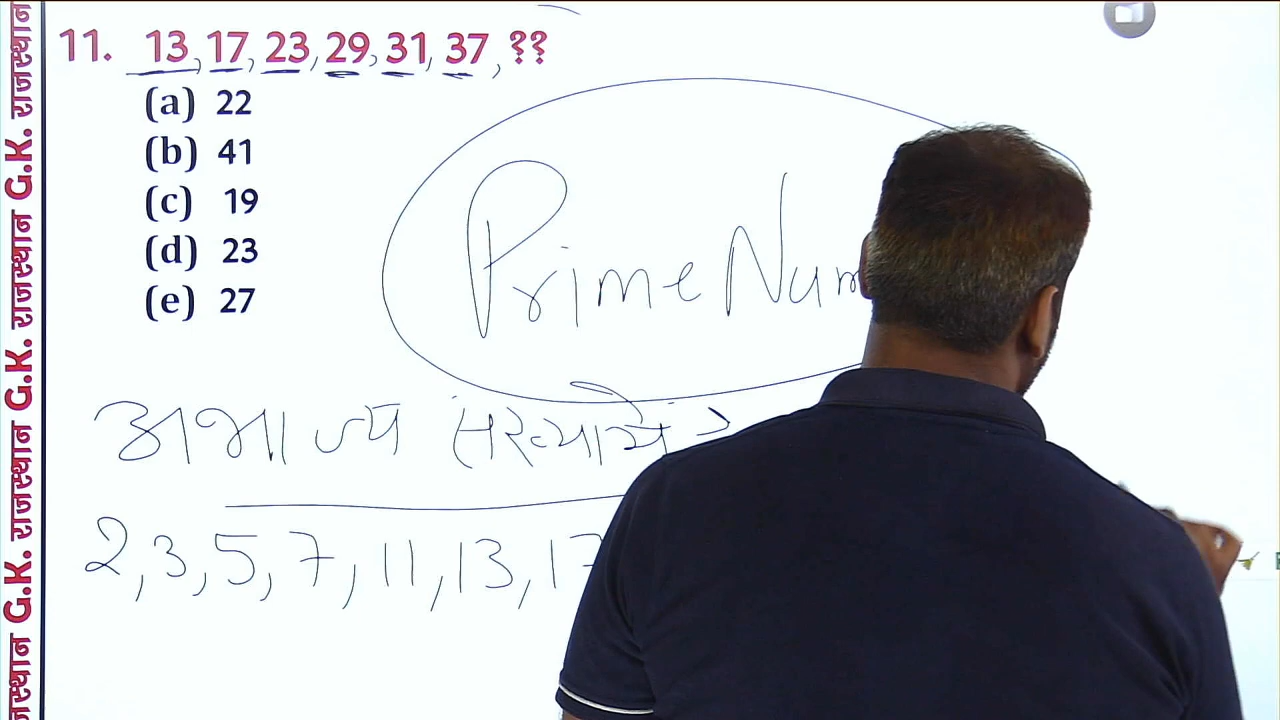 11. 13, 17, 23, 29, 31, 37, ??
(a) 22
(b) 41
(c) 19
(d) 23
(e) 27
Prime Num
अभाज्य संख्यायें →
2, 3, 5, 7, 11, 13, 17
राजस्थान G.K. राजस्थान G.K. राजस्थान G.K. राजस्थान